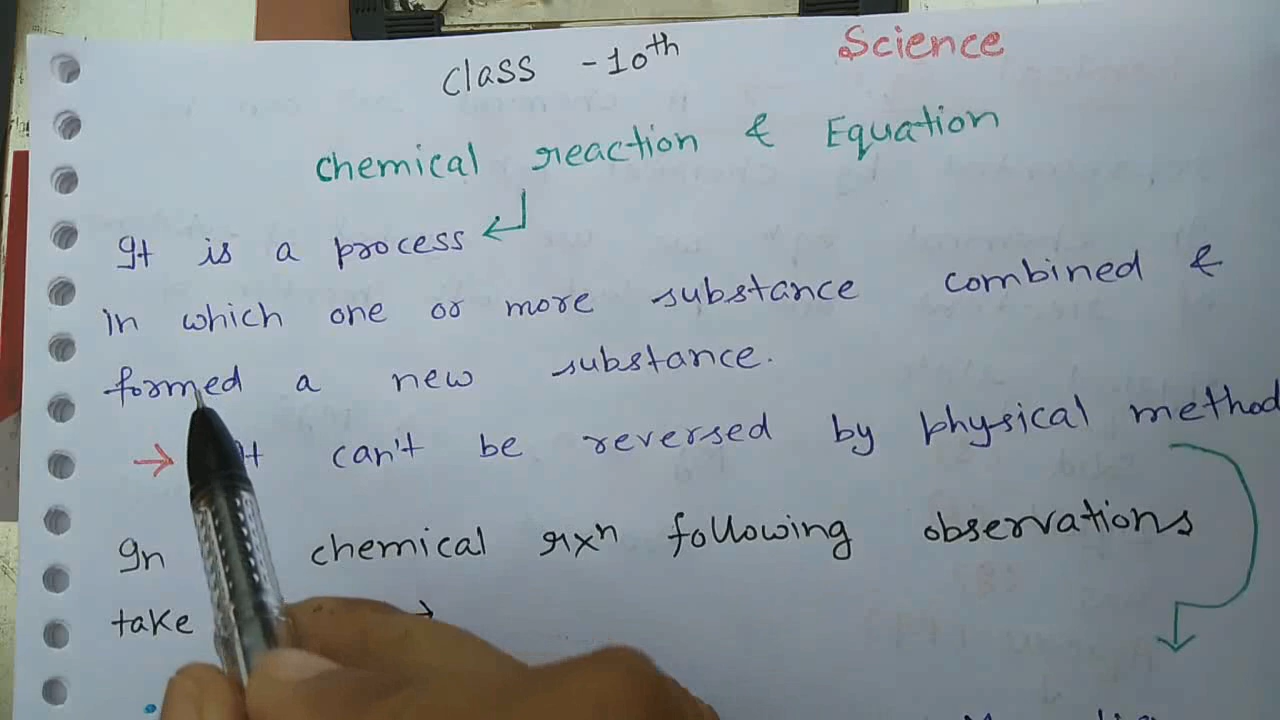 Class - 10th
Science
Chemical reaction & Equation
It is a process
in which one or more substance combined &
formed a new substance.
→ It can't be reversed by physical method
In chemical rxn following observations
take